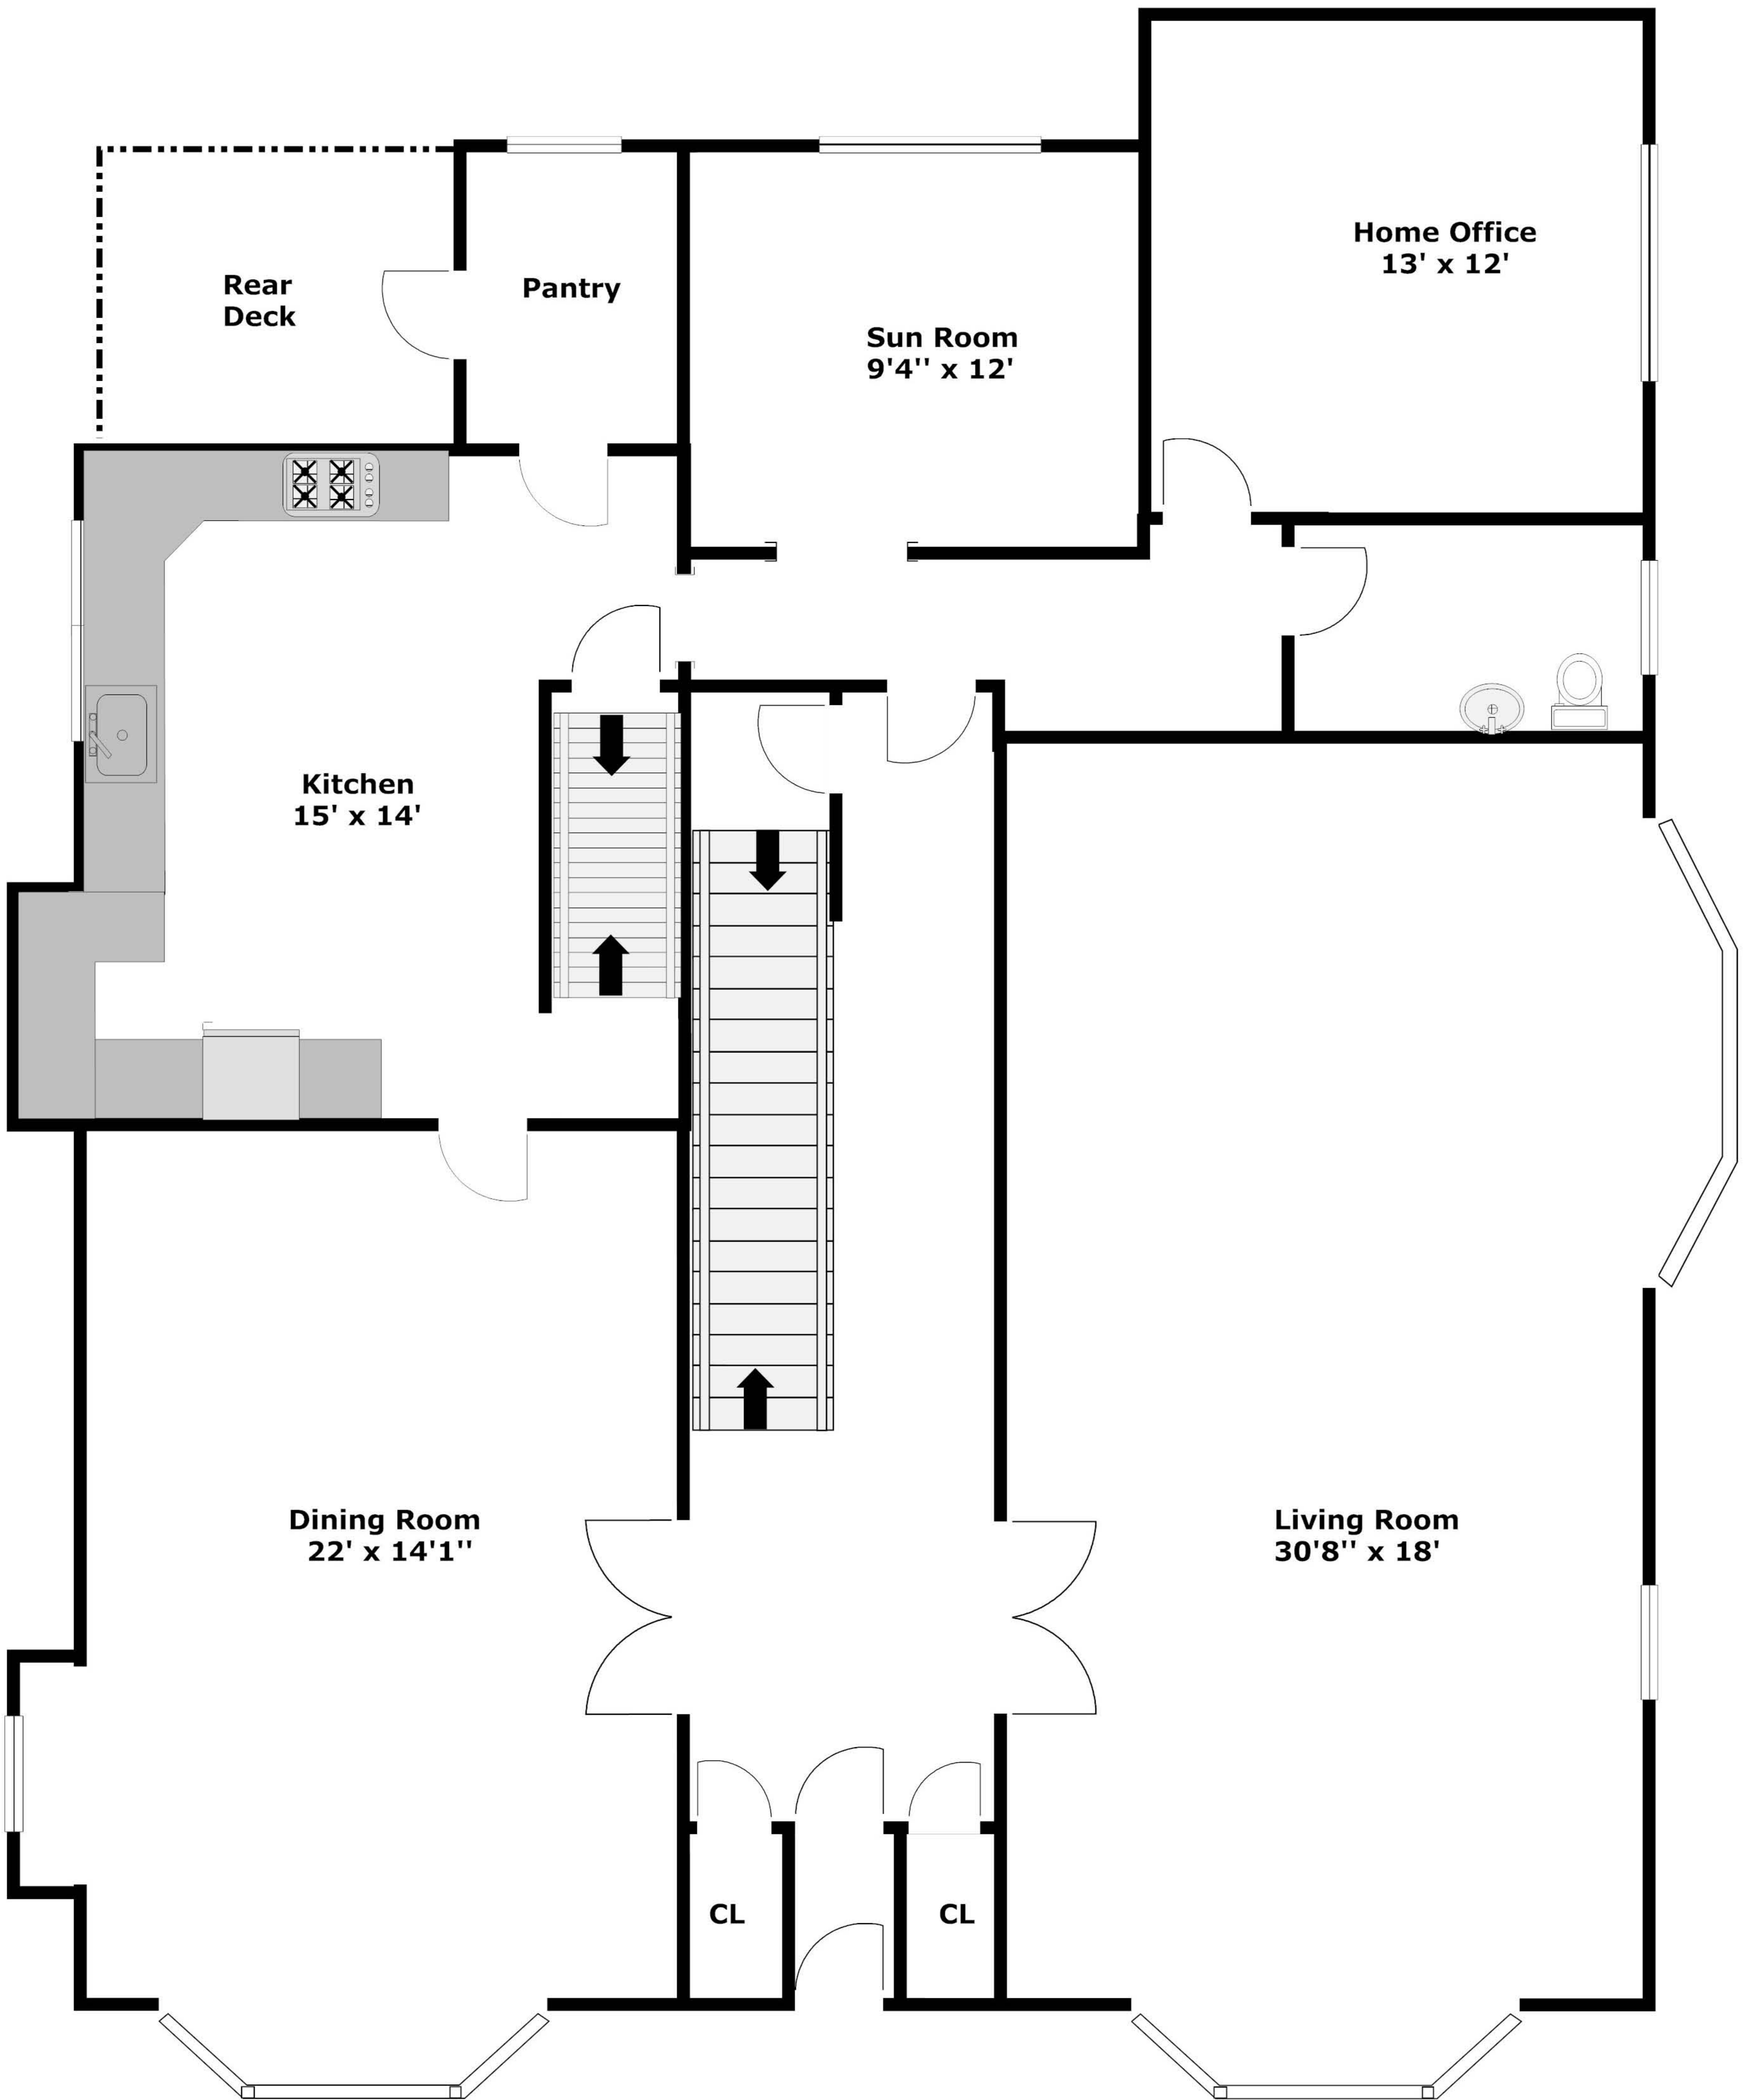 Home Office
13' x 12'
Rear
Deck
Pantry
Sun Room
9'4'' x 12'
Kitchen
15' x 14'
Dining Room
22' x 14'1''
Living Room
30'8'' x 18'
CL
CL